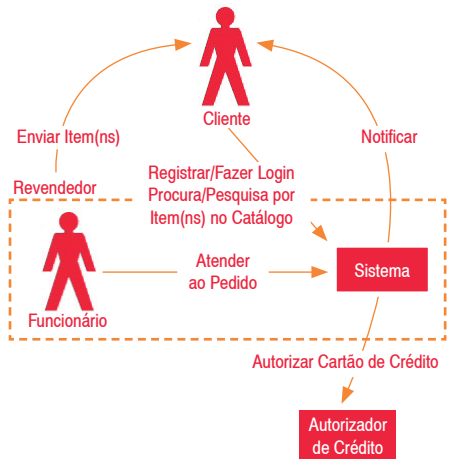 Cliente
Enviar Item(ns)
Notificar
Registrar/Fazer Login
Procura/Pesquisa por
Item(ns) no Catálogo
Revendedor
Atender
ao Pedido
Sistema
Funcionário
Autorizar Cartão de Crédito
Autorizador
de Crédito